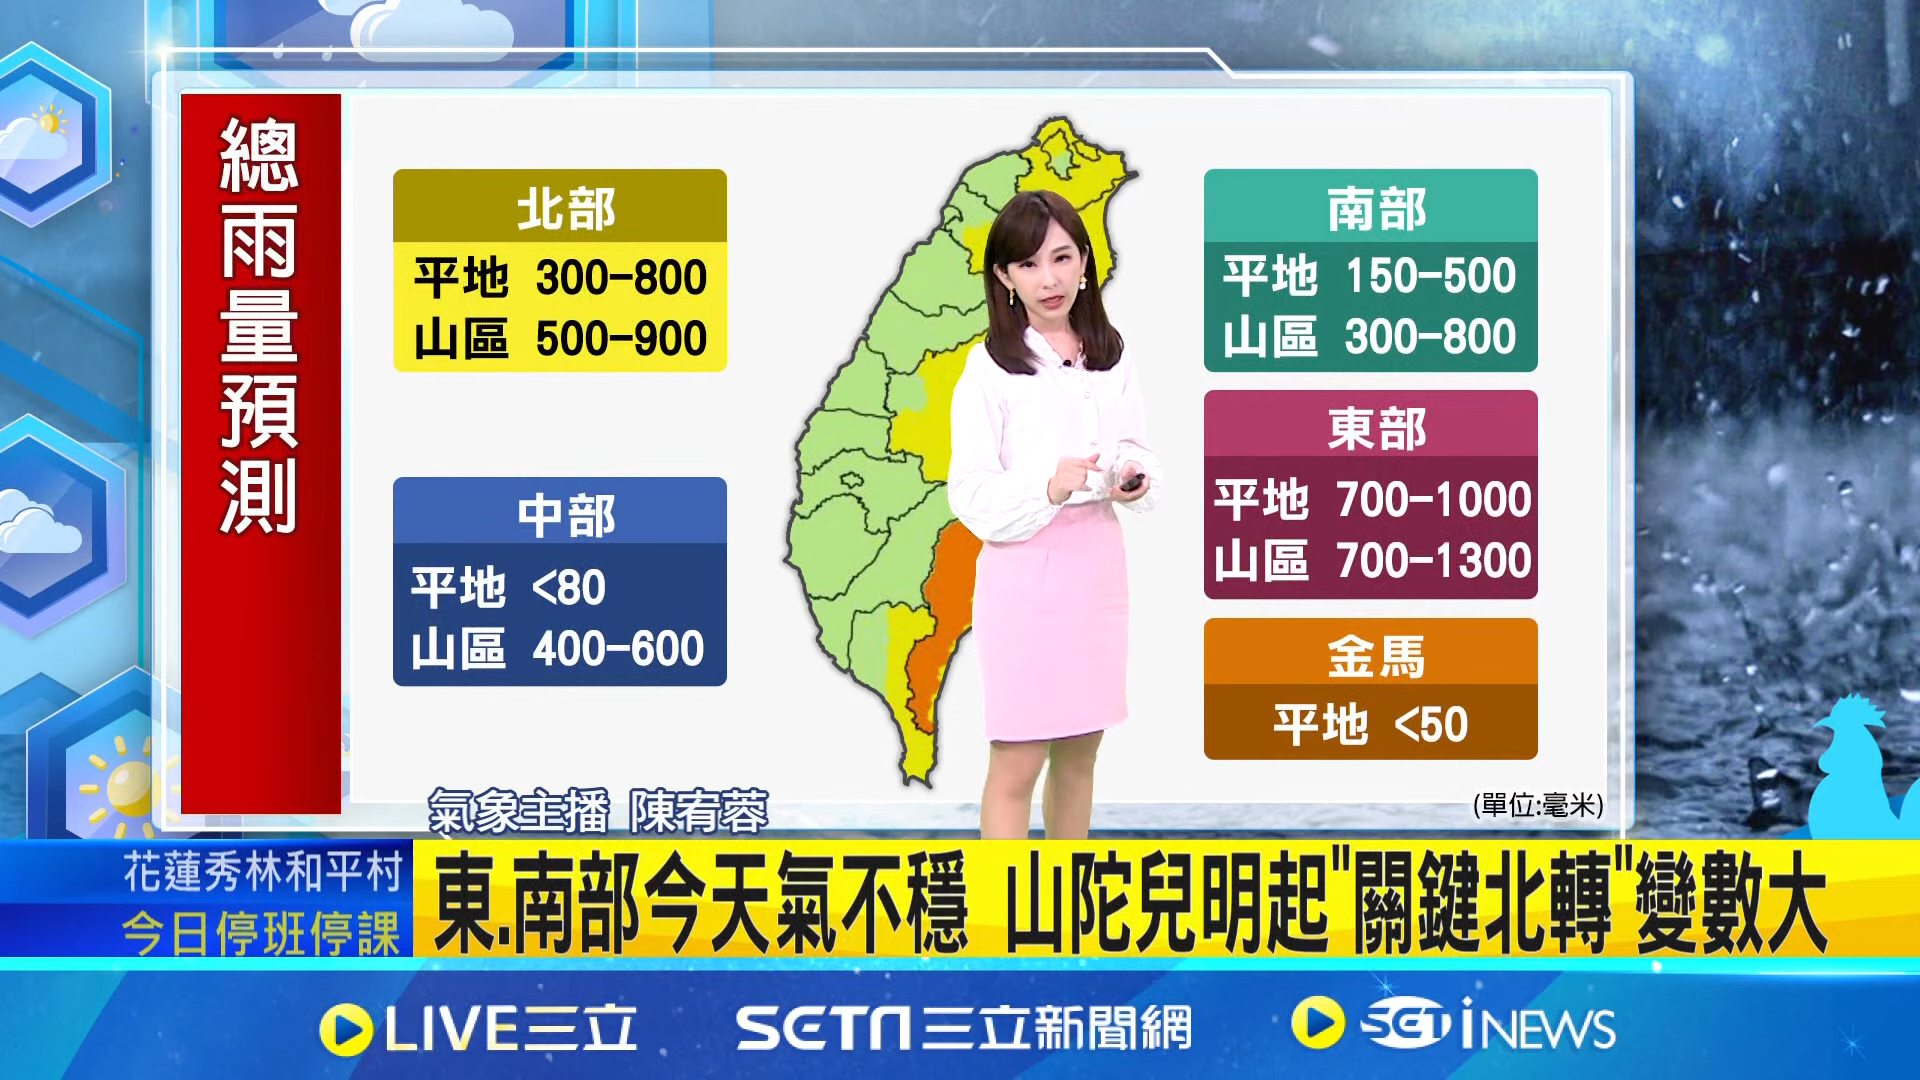 總雨量預測
北部
平地 300-800
山區 500-900
中部
平地 <80
山區 400-600
南部
平地 150-500
山區 300-800
東部
平地 700-1000
山區 700-1300
金馬
平地 <50
(單位:毫米)
氣象主播 陳宥蓉
花蓮秀林和平村
今日停班停課
東.南部今天氣不穩 山陀兒明起"關鍵北轉"變數大
LIVE三立
SETN三立新聞網
SET iNEWS